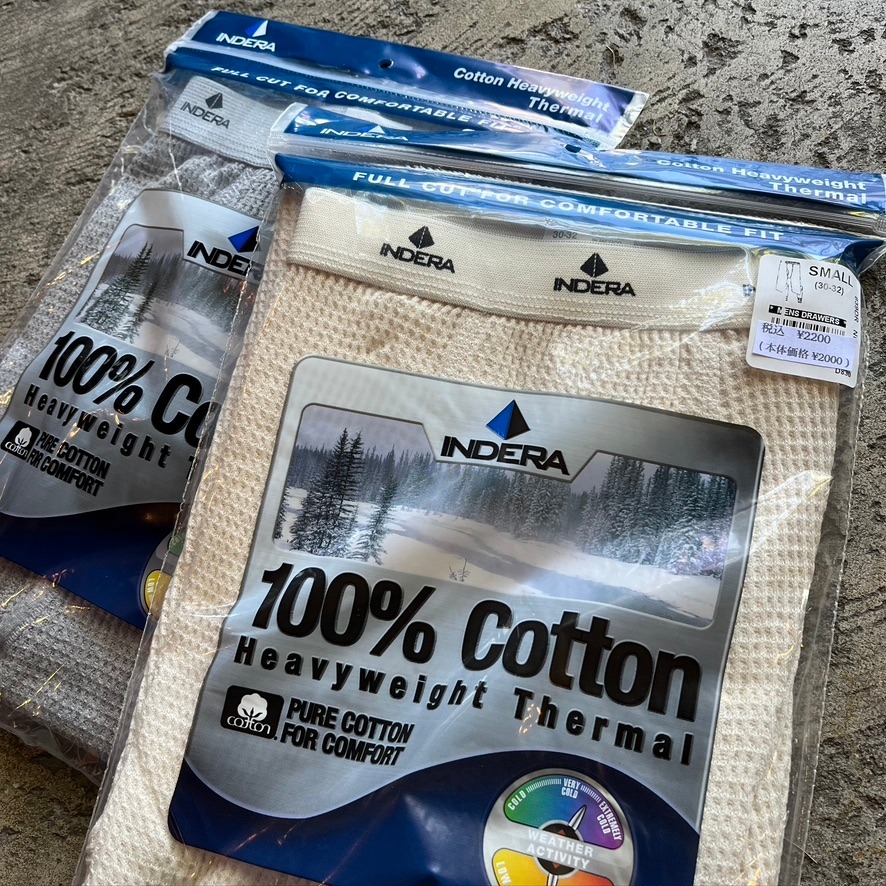 INDERA
Cotton Heavyweight
Thermal
FULL CUT FOR COMFORTABLE FIT
INDERA
INDERA
100% Co
Heavyweight T
cotton
PURE COTTON
FOR COMFORT
INDERA
Cotton Heavyweight
Thermal
FULL CUT FOR COMFORTABLE FIT
30-32
INDERA
INDERA
SMALL
(30-32)
MENS DRAWERS
税込 ¥2200
(本体価格 ¥2000)
INDERA
100% Cotton
Heavyweight Thermal
cotton
PURE COTTON
FOR COMFORT
COLD
VERY
COLD
EXTREMELY
COLD
WEATHER
ACTIVITY
LOW